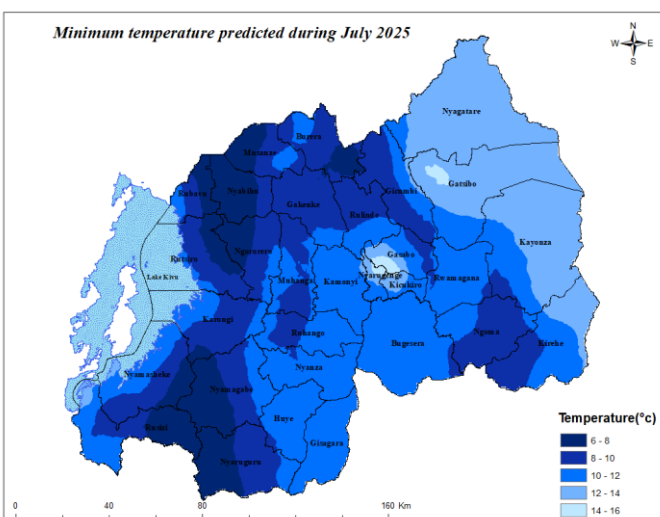 Minimum temperature predicted during July 2025
N
W E
S
Nyagatare
Burera
Musanze
Gatsibo
Rubavu
Nyabihu
Gicumbi
Gakenke
Rulindo
Kayonza
Ngororero
Rutsiro
Gasabo
Lake Kivu
Nyarugenge
Rwamagana
Muhanga
Kamonyi
Kicukiro
Karongi
Ruhango
Ngoma
Kirehe
Bugesera
Nyanza
Nyamasheke
Nyamagabe
Huye
Rusizi
Gisagara
Nyaruguru
Temperature(°c)
6 - 8
8 - 10
10 - 12
12 - 14
14 - 16
0 40 80 160 Km